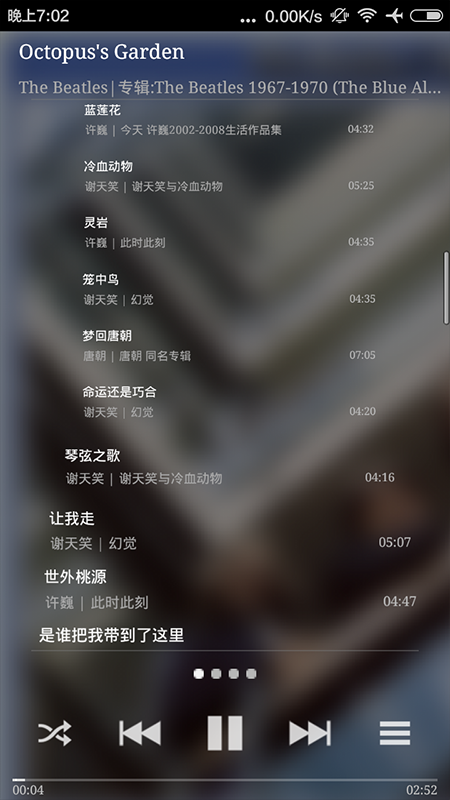 晚上7:02 ... 0.00K/s
Octopus's Garden
The Beatles|专辑:The Beatles 1967-1970 (The Blue Al...
蓝莲花
许巍 | 今天 许巍2002-2008生活作品集 04:32
冷血动物
谢天笑 | 谢天笑与冷血动物 05:25
灵岩
许巍 | 此时此刻 04:35
笼中鸟
谢天笑 | 幻觉 04:35
梦回唐朝
唐朝 | 唐朝 同名专辑 07:05
命运还是巧合
谢天笑 | 幻觉 04:20
琴弦之歌
谢天笑 | 谢天笑与冷血动物 04:16
让我走
谢天笑 | 幻觉 05:07
世外桃源
许巍 | 此时此刻 04:47
是谁把我带到了这里
00:04 02:52